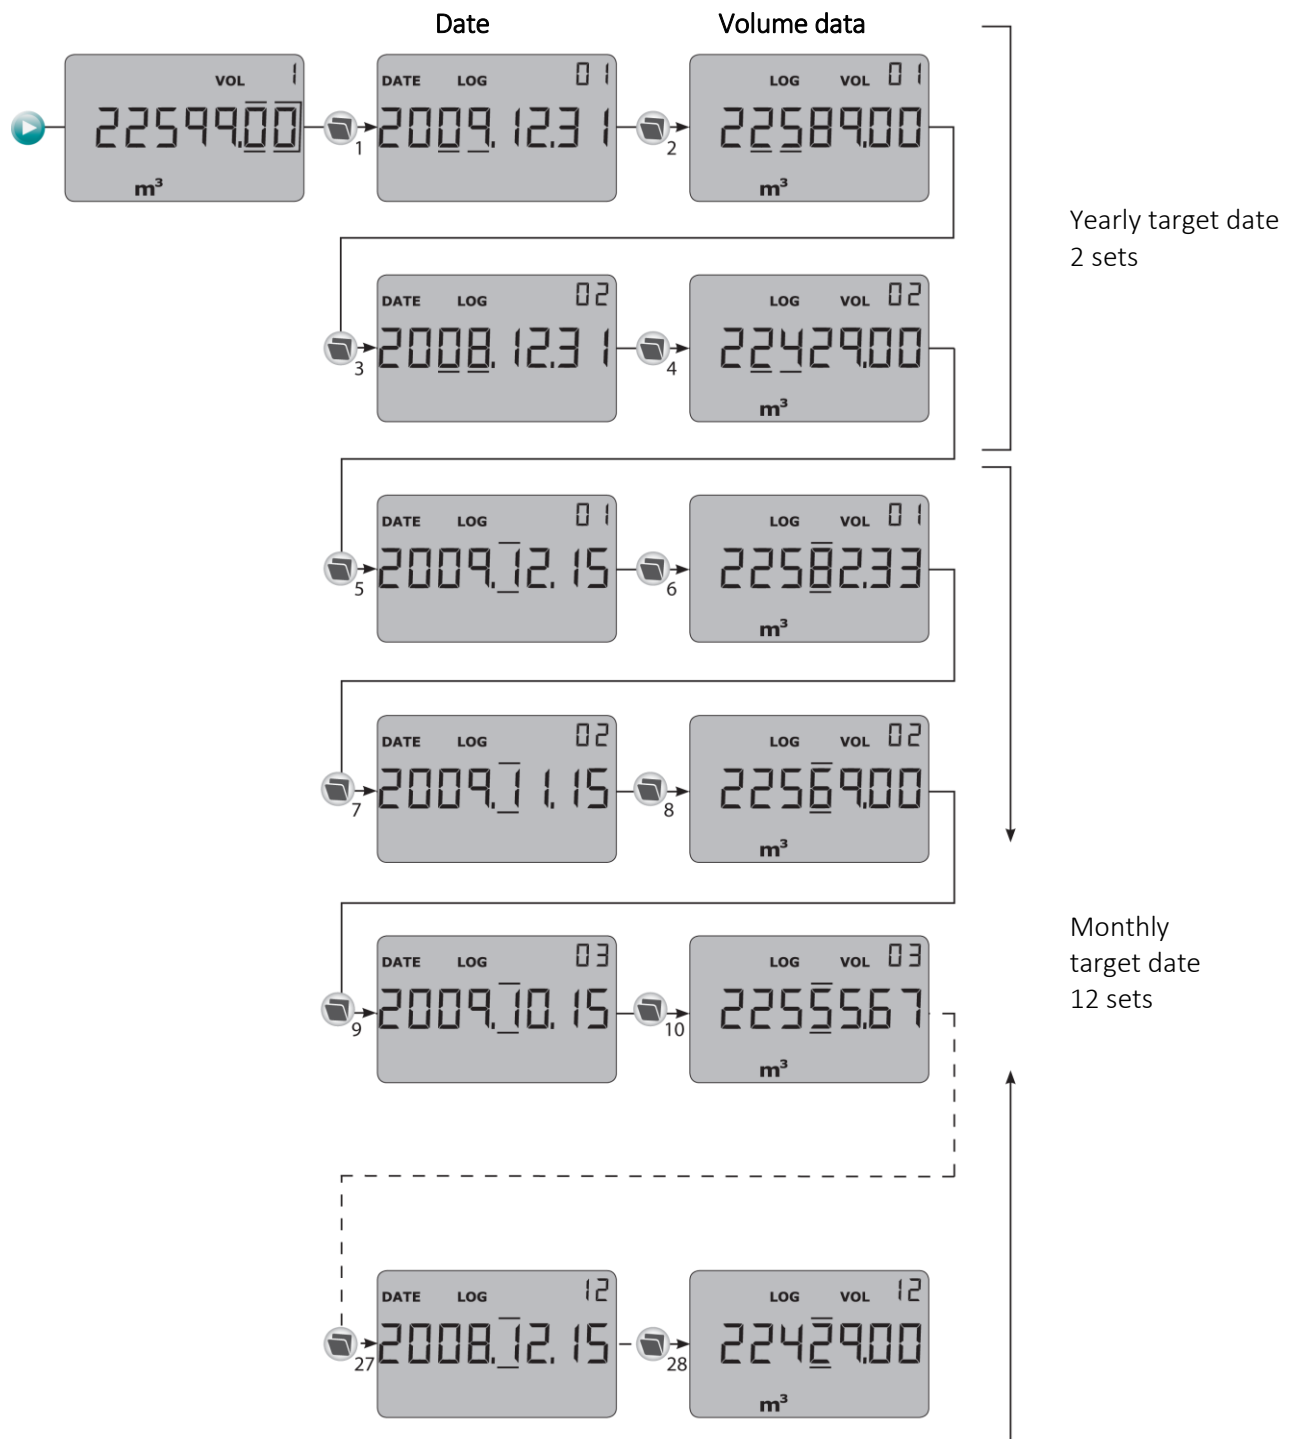 Date Volume data
VOL 1
22599.00
m³
1
DATE LOG 01
2009.12.31
2
LOG VOL 01
22589.00
m³
Yearly target date
2 sets
3
DATE LOG 02
2008.12.31
4
LOG VOL 02
22429.00
m³
5
DATE LOG 01
2009.12.15
6
LOG VOL 01
22582.33
m³
7
DATE LOG 02
2009.11.15
8
LOG VOL 02
22569.00
m³
Monthly
target date
12 sets
9
DATE LOG 03
2009.10.15
10
LOG VOL 03
22555.67
m³
27
DATE LOG 12
2008.12.15
28
LOG VOL 12
22429.00
m³